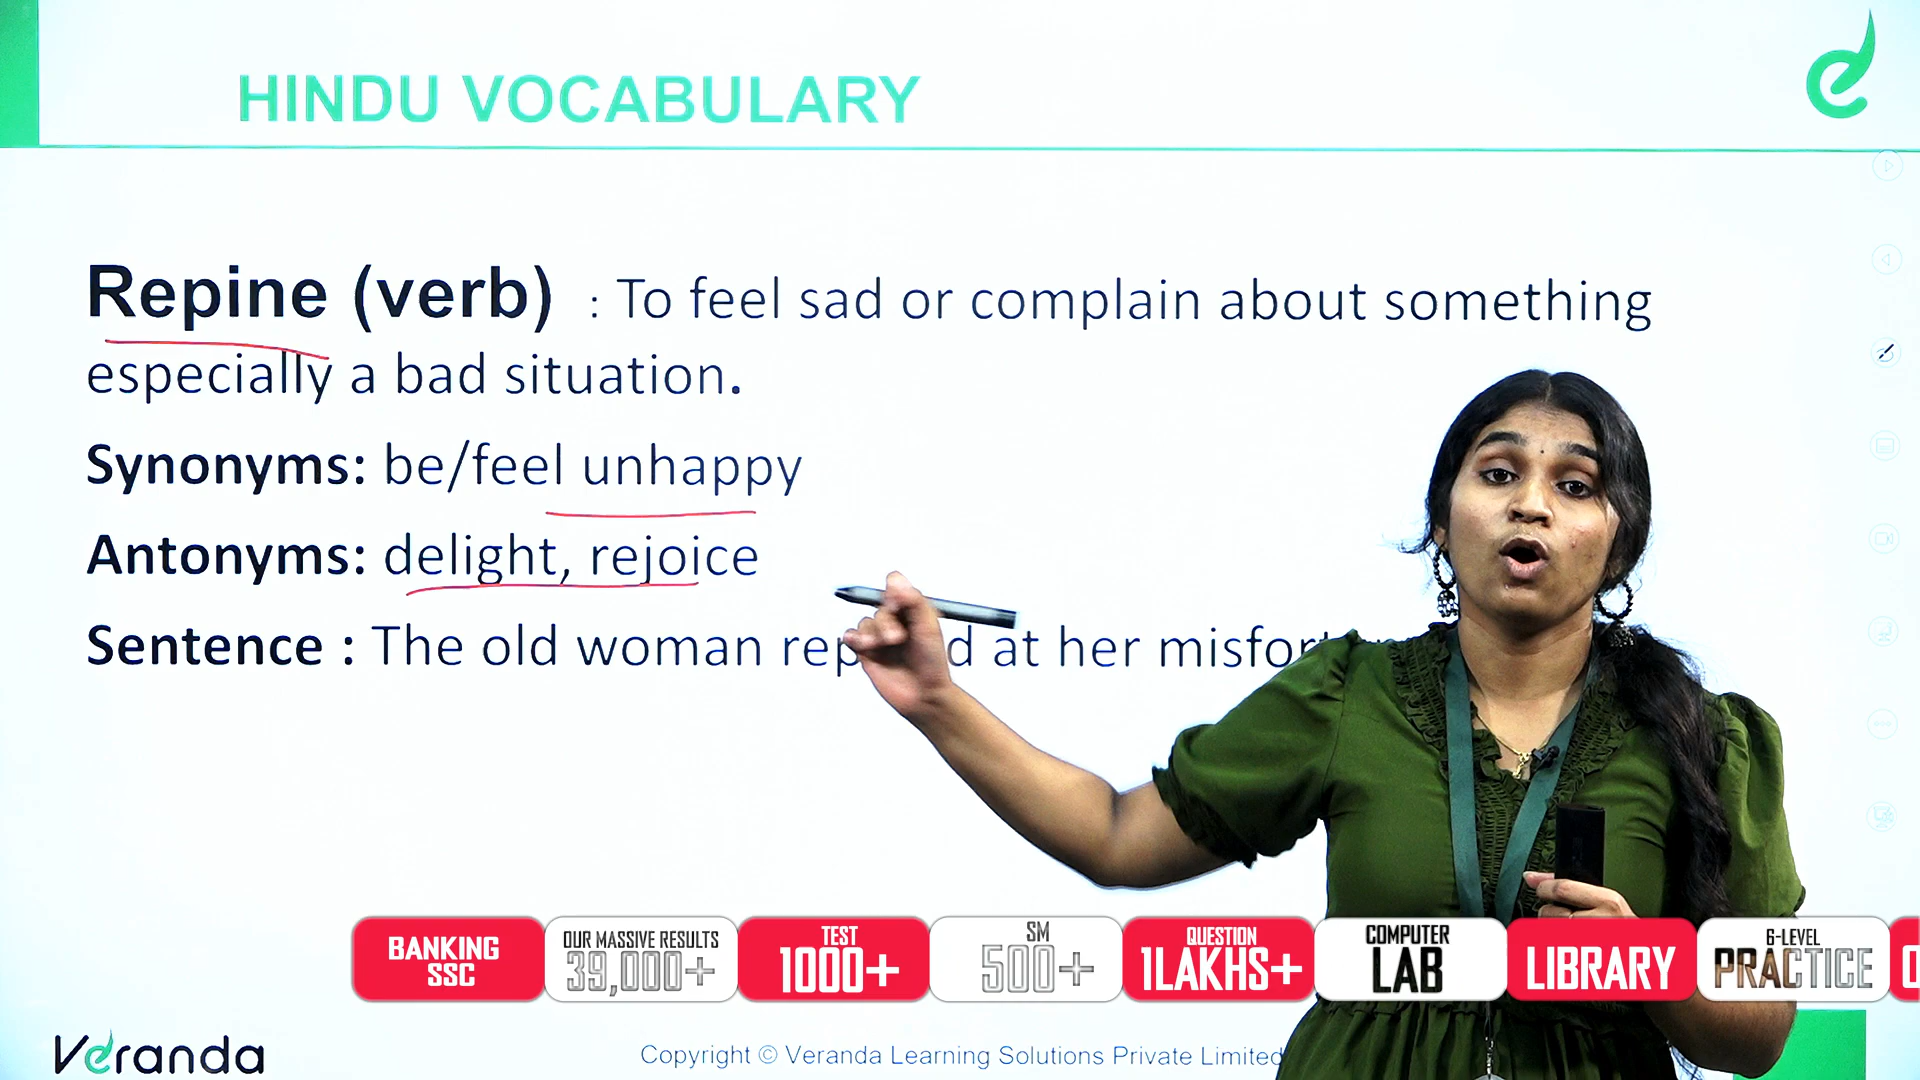 HINDU VOCABULARY
Repine (verb) : To feel sad or complain about something
especially a bad situation.
Synonyms: be/feel unhappy
Antonyms: delight, rejoice
Sentence : The old woman at her
BANKING SSC
OUR MASSIVE RESULTS 39,000+
TEST 1000+
SM 500+
QUESTION 1LAKHS+
COMPUTER LAB
LIBRARY
6-LEVEL PRACTICE
Veranda
Copyright © Veranda Learning Solutions Private Limited